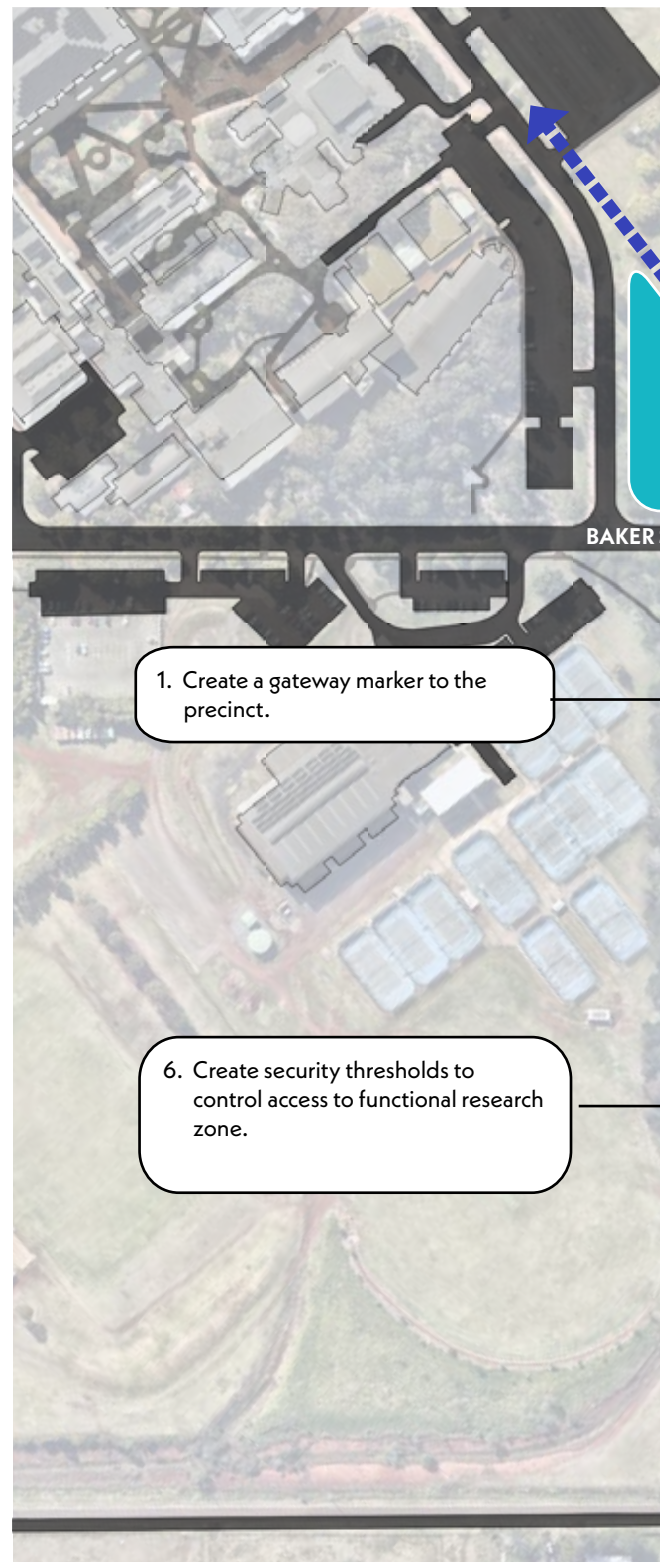 BAKER
1. Create a gateway marker to the
precinct.
6. Create security thresholds to
control access to functional research
zone.